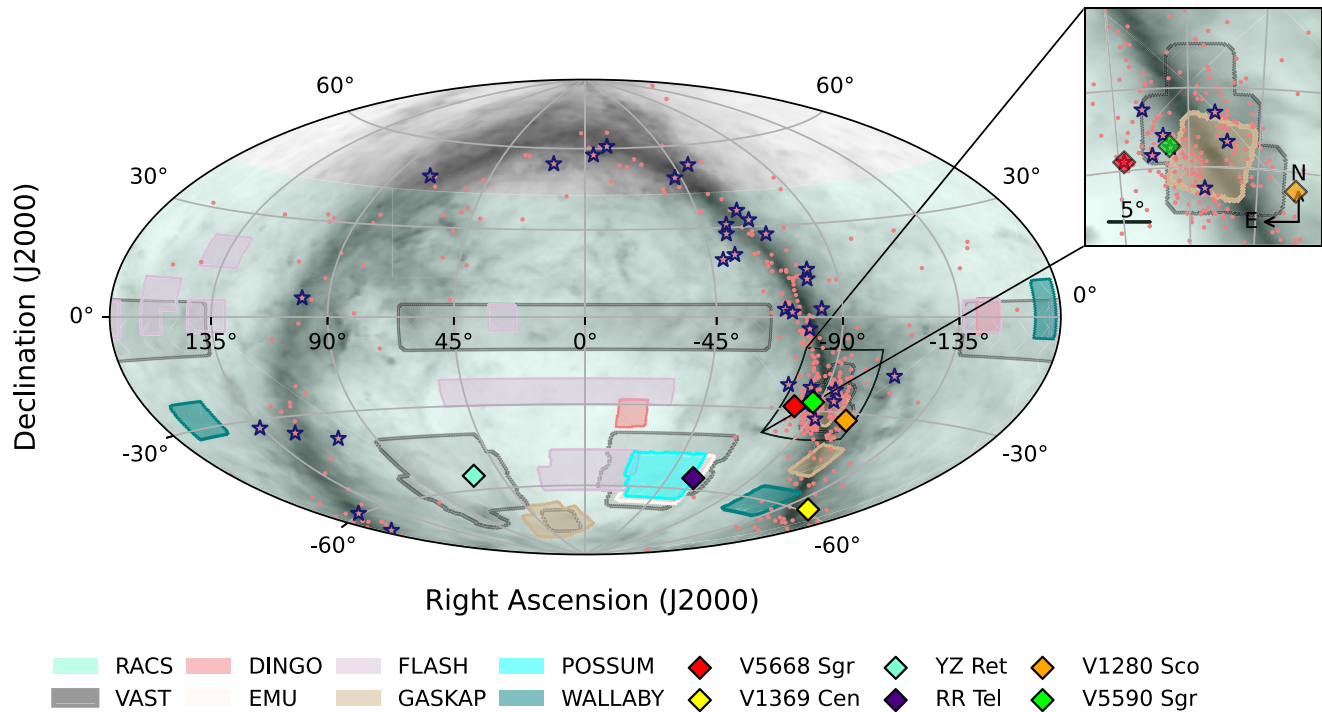 60°
60°
30°
30°
0°
0°
135°
90°
45°
0°
-45°
-90°
-135°
-30°
-30°
-60°
-60°
Declination (J2000)
Right Ascension (J2000)
5°
N
E
RACS
DINGO
FLASH
POSSUM
V5668 Sgr
YZ Ret
V1280 Sco
VAST
EMU
GASKAP
WALLABY
V1369 Cen
RR Tel
V5590 Sgr